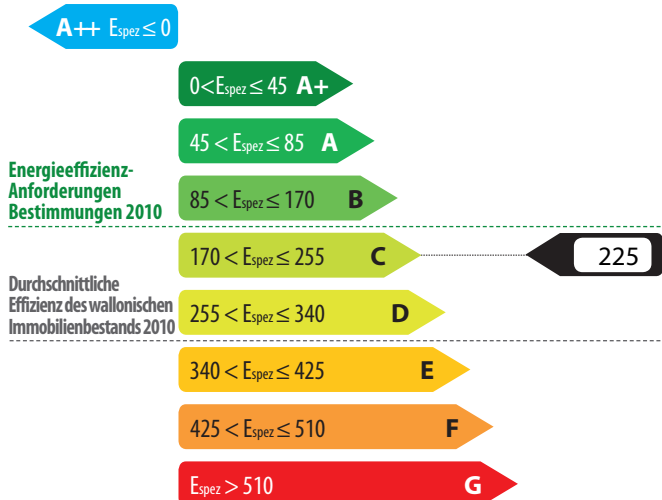 A++ Espez ≤ 0
0 < Espez ≤ 45 A+
45 < Espez ≤ 85 A
Energieeffizienz-
Anforderungen
Bestimmungen 2010
85 < Espez ≤ 170 B
170 < Espez ≤ 255 C
225
Durchschnittliche
Effizienz des wallonischen
Immobilienbestands 2010
255 < Espez ≤ 340 D
340 < Espez ≤ 425 E
425 < Espez ≤ 510 F
Espez > 510 G